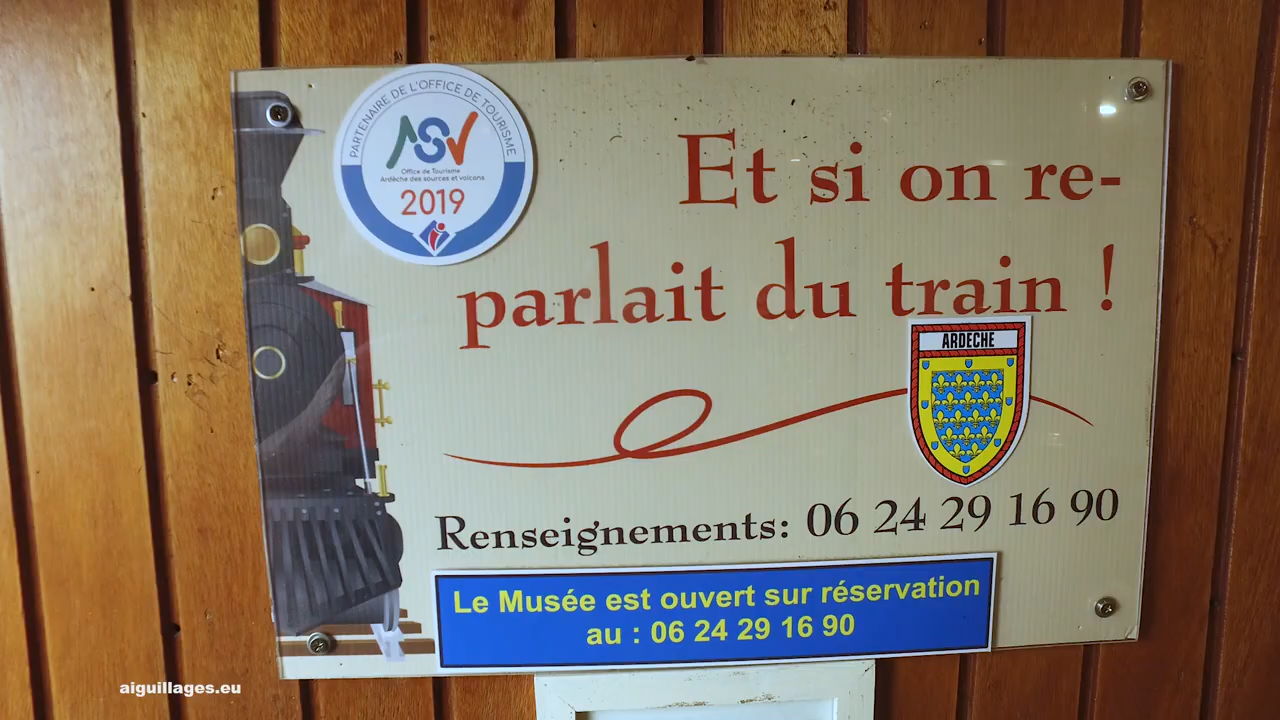 PARTENAIRE DE L'OFFICE DE TOURISME
ASV
Office de Tourisme
Ardèche des sources et volcans
2019
Et si on re-
parlait du train !
ARDECHE
Renseignements: 06 24 29 16 90
Le Musée est ouvert sur réservation
au : 06 24 29 16 90
aiguillages.eu